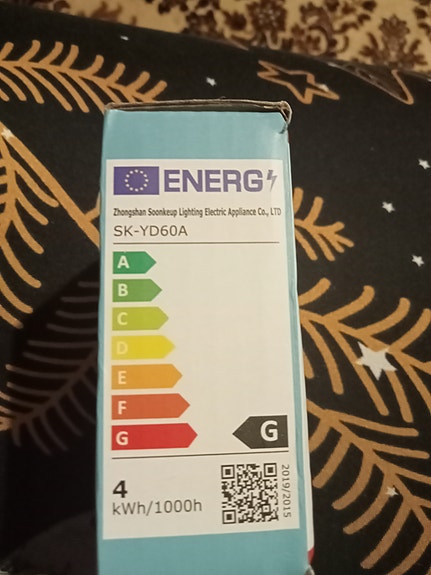 ENERG
Zhongshan Soonkeup Lighting Electric Appliance Co., LTD
SK-YD60A
A
B
C
D
E
F
G
G
4
kWh/1000h
2019/2015